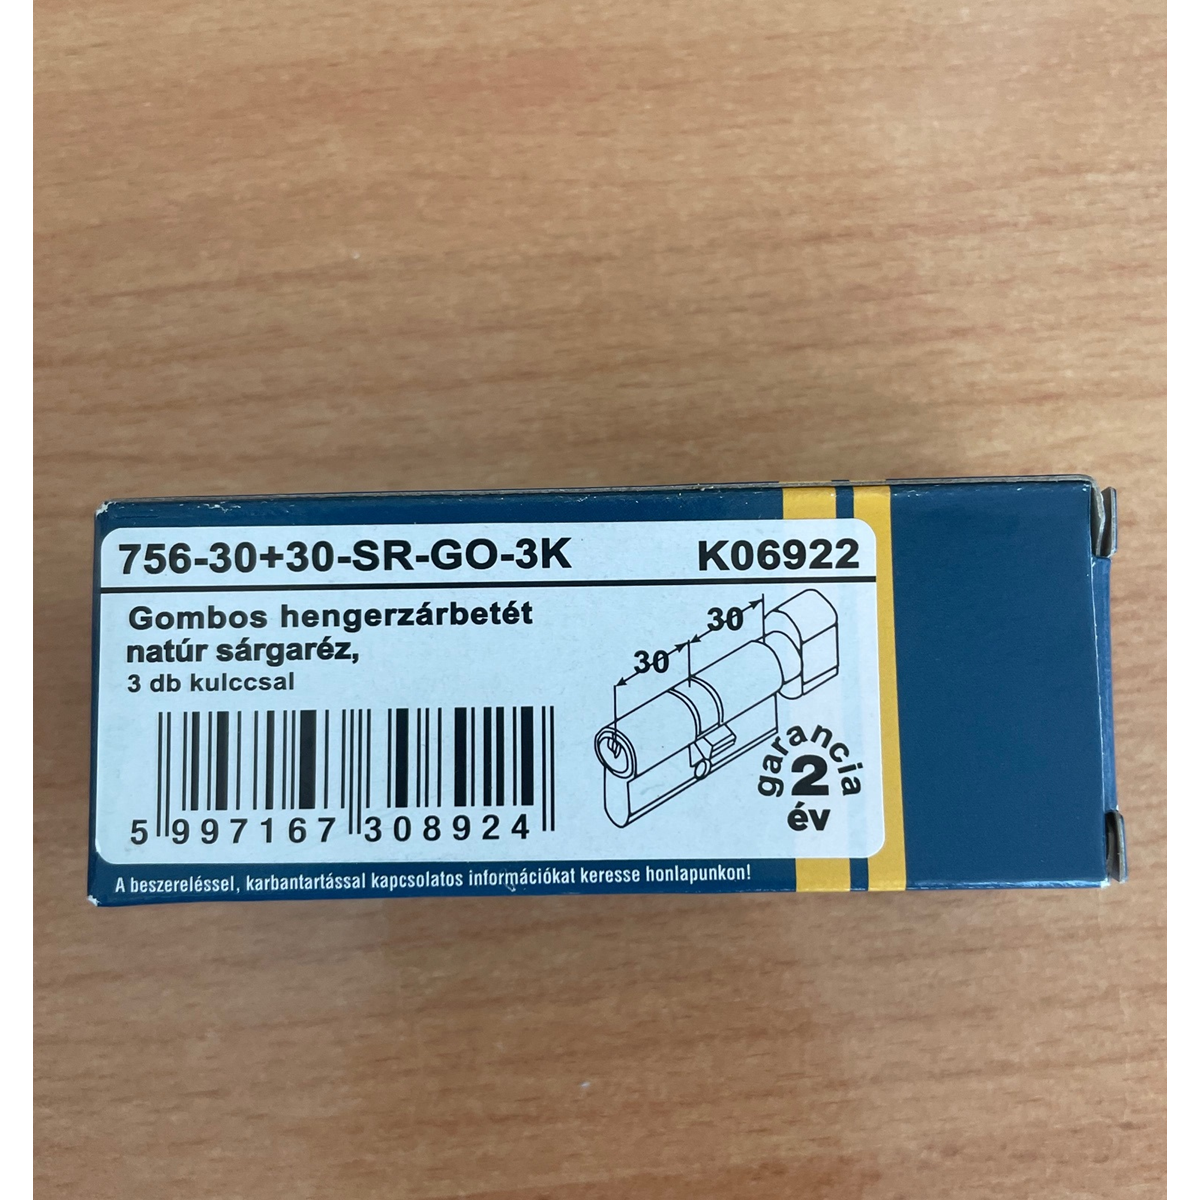 756-30+30-SR-GO-3K K06922
Gombos hengerzárbetét
natúr sárgaréz,
3 db kulccsal
30
30
garancia
2
év
5 997167 308924
A beszereléssel, karbantartással kapcsolatos információkat keresse honlapunkon!